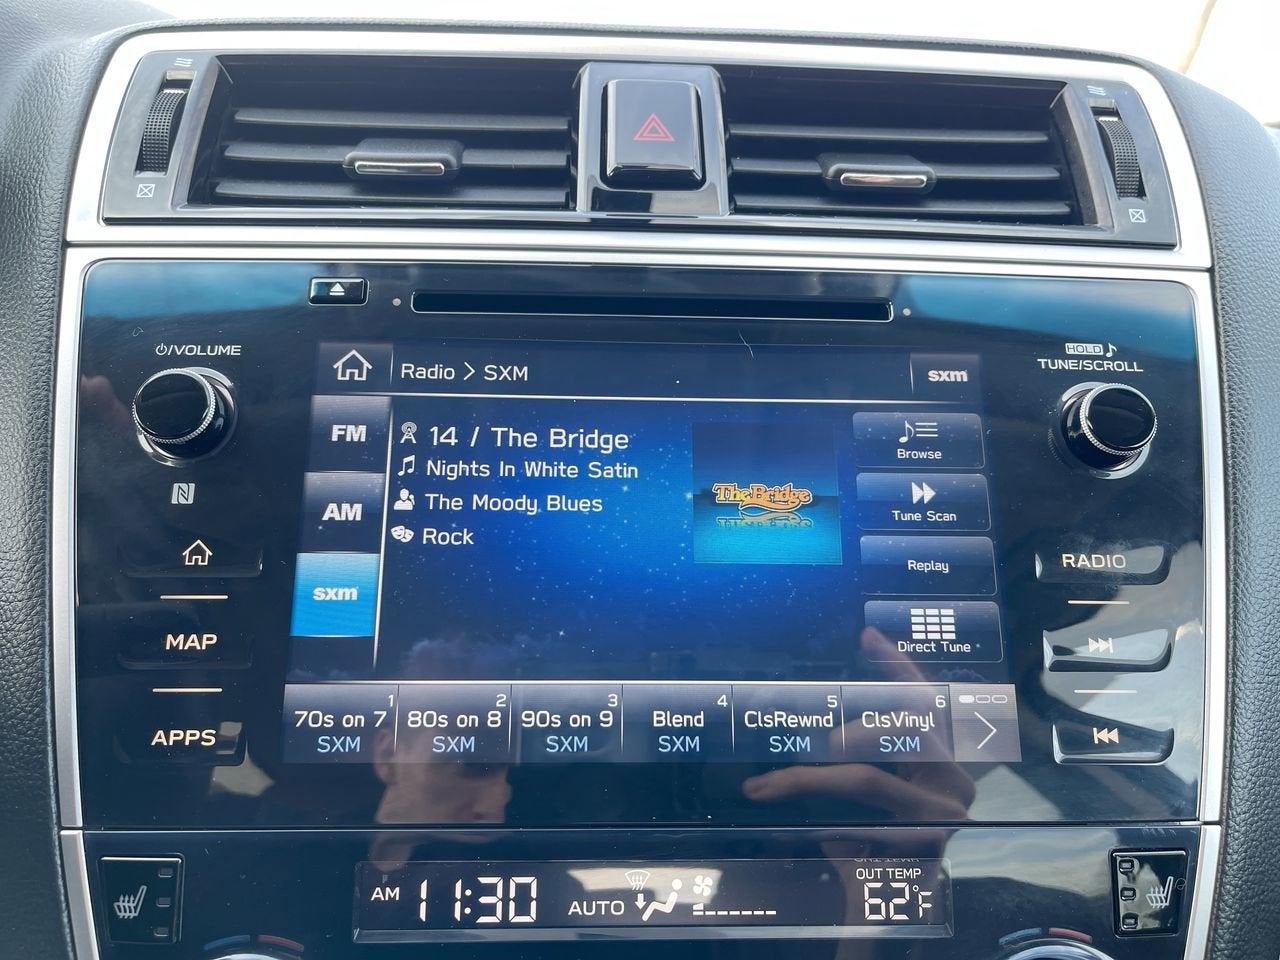 ⏻/VOLUME
HOLD ♪
TUNE/SCROLL
Radio > SXM
sxm
FM
AM
sxm
14 / The Bridge
Nights In White Satin
The Moody Blues
Rock
The Bridge
Browse
Tune Scan
Replay
Direct Tune
N
MAP
APPS
RADIO
1
70s on 7
SXM
2
80s on 8
SXM
3
90s on 9
SXM
4
Blend
SXM
5
ClsRewnd
SXM
6
ClsVinyl
SXM
AM 11:30
AUTO
OUT TEMP
62°F